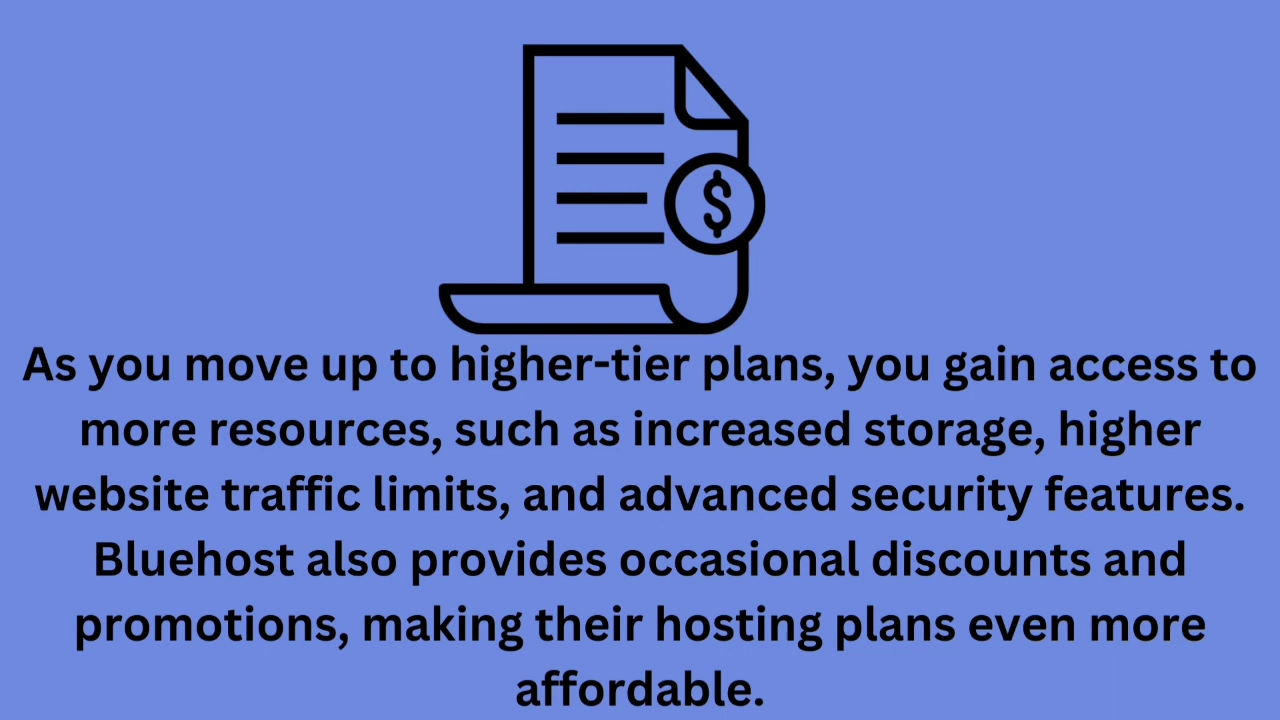 $
As you move up to higher-tier plans, you gain access to
more resources, such as increased storage, higher
website traffic limits, and advanced security features.
Bluehost also provides occasional discounts and
promotions, making their hosting plans even more
affordable.